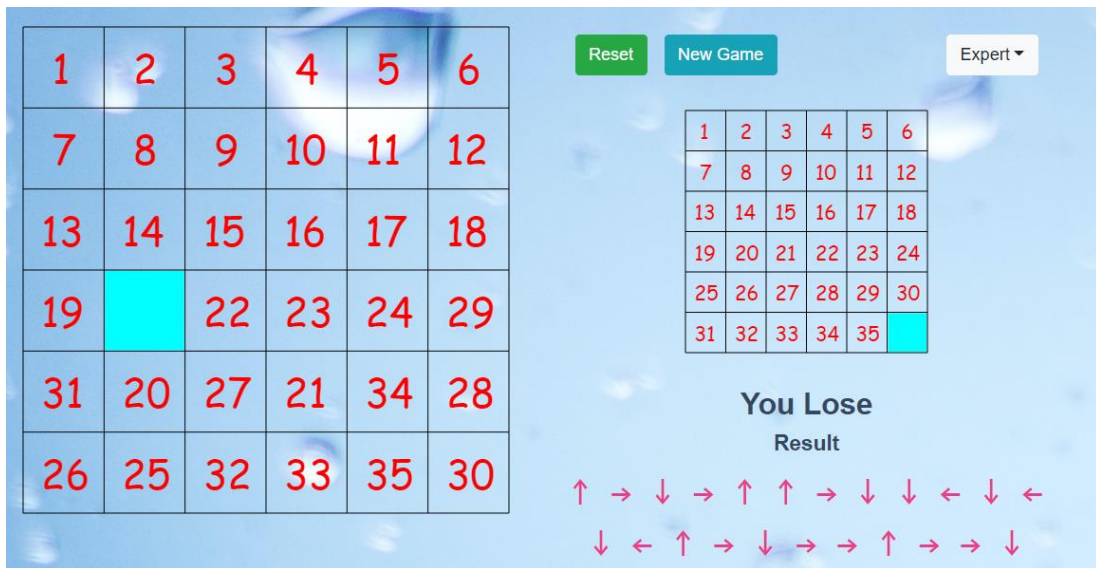 1 2 3 4 5 6
7 8 9 10 11 12
13 14 15 16 17 18
19 22 23 24 29
31 20 27 21 34 28
26 25 32 33 35 30
Reset New Game Expert
1 2 3 4 5 6
7 8 9 10 11 12
13 14 15 16 17 18
19 20 21 22 23 24
25 26 27 28 29 30
31 32 33 34 35
You Lose
Result
↑ → ↓ → ↑ ↑ → ↓ ↓ ← ↓ ←
↓ ← ↑ → ↓ → → ↑ → → ↓